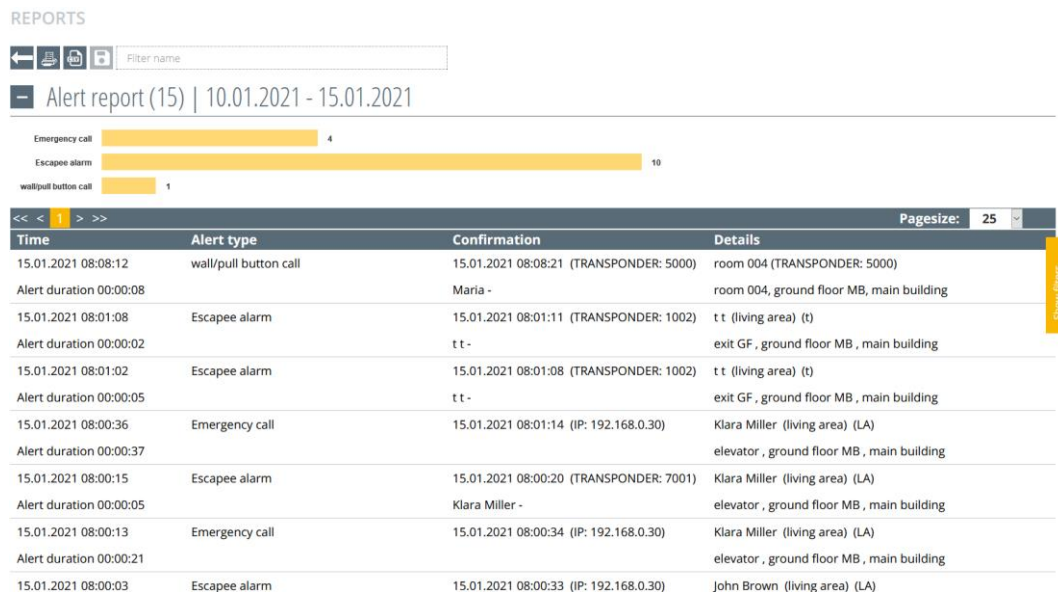 REPORTS
Filter name
Alert report (15) | 10.01.2021 - 15.01.2021
Emergency call 4
Escapee alarm 10
wall/pull button call 1
<< < 1 > >> Pagesize: 25
Time Alert type Confirmation Details
15.01.2021 08:08:12 wall/pull button call 15.01.2021 08:08:21 (TRANSPONDER: 5000) room 004 (TRANSPONDER: 5000)
Alert duration 00:00:08 Maria - room 004, ground floor MB, main building
15.01.2021 08:01:08 Escapee alarm 15.01.2021 08:01:11 (TRANSPONDER: 1002) t t (living area) (t)
Alert duration 00:00:02 t t - exit GF , ground floor MB , main building
15.01.2021 08:01:02 Escapee alarm 15.01.2021 08:01:08 (TRANSPONDER: 1002) t t (living area) (t)
Alert duration 00:00:05 t t - exit GF , ground floor MB , main building
15.01.2021 08:00:36 Emergency call 15.01.2021 08:01:14 (IP: 192.168.0.30) Klara Miller (living area) (LA)
Alert duration 00:00:37 elevator , ground floor MB , main building
15.01.2021 08:00:15 Escapee alarm 15.01.2021 08:00:20 (TRANSPONDER: 7001) Klara Miller (living area) (LA)
Alert duration 00:00:05 Klara Miller - elevator , ground floor MB , main building
15.01.2021 08:00:13 Emergency call 15.01.2021 08:00:34 (IP: 192.168.0.30) Klara Miller (living area) (LA)
Alert duration 00:00:21 elevator , ground floor MB , main building
15.01.2021 08:00:03 Escapee alarm 15.01.2021 08:00:33 (IP: 192.168.0.30) John Brown (living area) (LA)